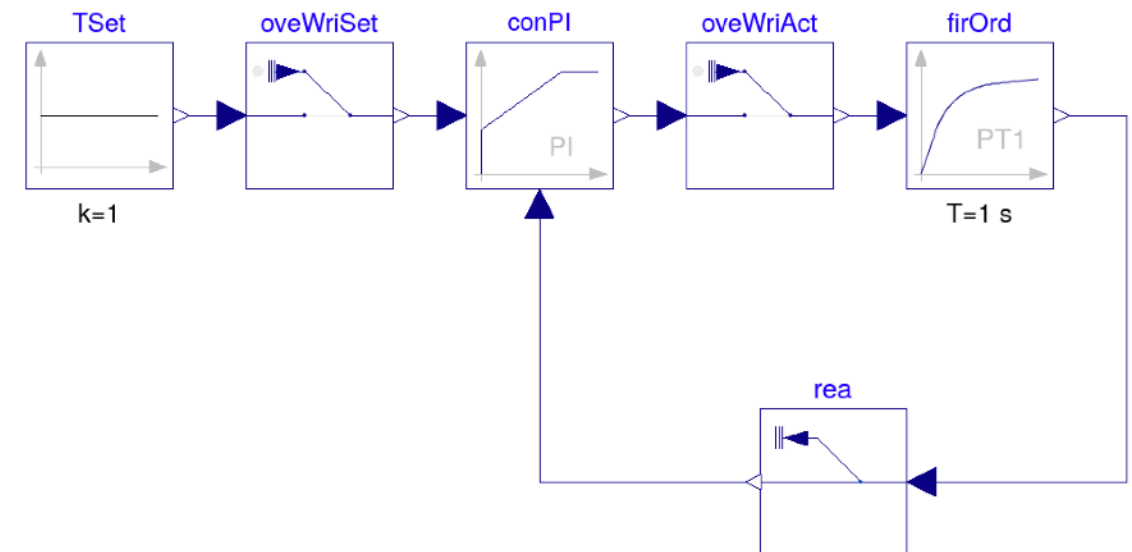 TSet
oveWriSet
conPI
oveWriAct
firOrd
PI
PT1
k=1
T=1 s
rea